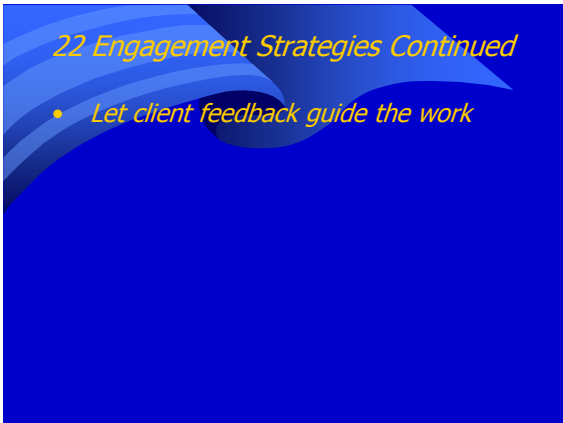 22 Engagement Strategies Continued
• Let client feedback guide the work